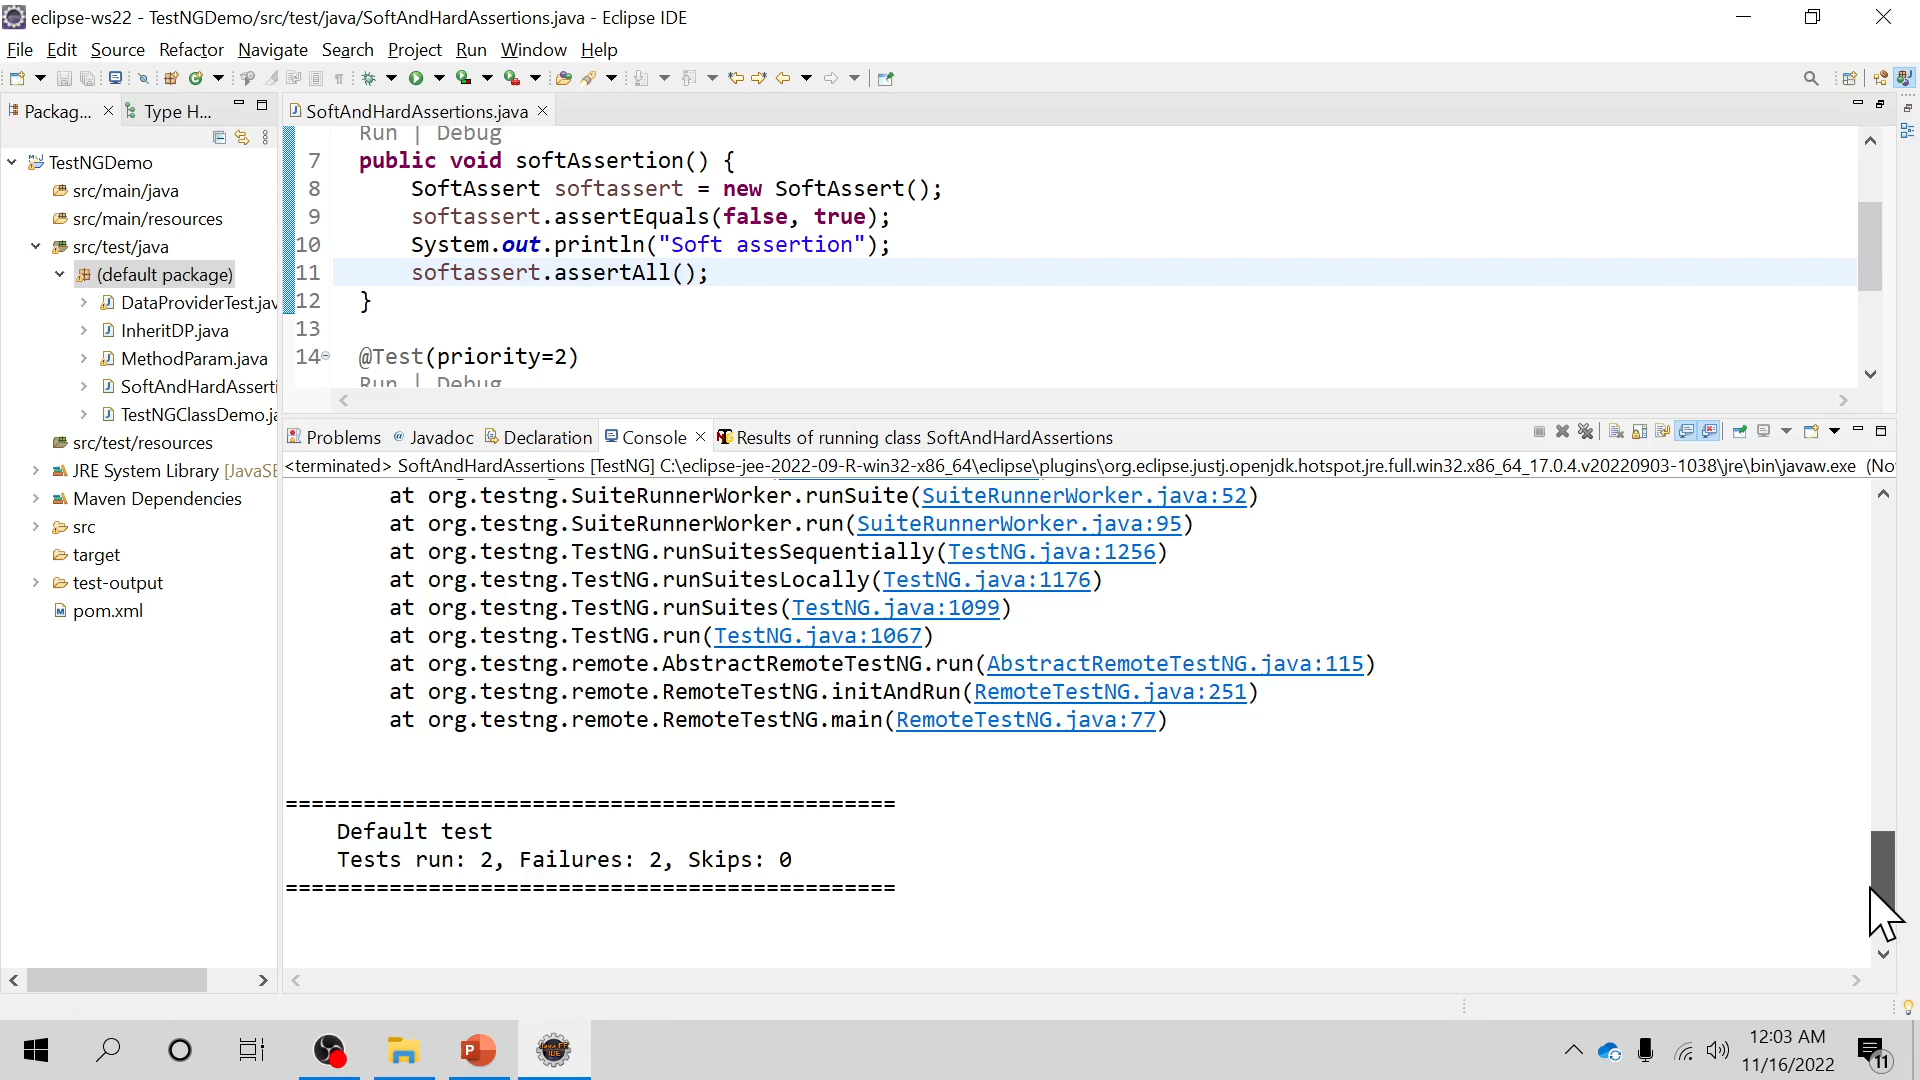 eclipse-ws22 - TestNGDemo/src/test/java/SoftAndHardAssertions.java - Eclipse IDE
File Edit Source Refactor Navigate Search Project Run Window Help
Packag... Type H...
TestNGDemo
src/main/java
src/main/resources
src/test/java
(default package)
DataProviderTest.jav
InheritDP.java
MethodParam.java
SoftAndHardAsserti
TestNGClassDemo.ja
src/test/resources
JRE System Library [JavaSE
Maven Dependencies
src
target
test-output
pom.xml
SoftAndHardAssertions.java
Run | Debug
7 public void softAssertion() {
8 SoftAssert softassert = new SoftAssert();
9 softassert.assertEquals(false, true);
10 System.out.println("Soft assertion");
11 softassert.assertAll();
12 }
13
14 @Test(priority=2)
Run | Debug
Problems @ Javadoc Declaration Console Results of running class SoftAndHardAssertions
<terminated> SoftAndHardAssertions [TestNG] C:\eclipse-jee-2022-09-R-win32-x86_64\eclipse\plugins\org.eclipse.justj.openjdk.hotspot.jre.full.win32.x86_64_17.0.4.v20220903-1038\jre\bin\javaw.exe (No
at org.testng.SuiteRunnerWorker.runSuite(SuiteRunnerWorker.java:52)
at org.testng.SuiteRunnerWorker.run(SuiteRunnerWorker.java:95)
at org.testng.TestNG.runSuitesSequentially(TestNG.java:1256)
at org.testng.TestNG.runSuitesLocally(TestNG.java:1176)
at org.testng.TestNG.runSuites(TestNG.java:1099)
at org.testng.TestNG.run(TestNG.java:1067)
at org.testng.remote.AbstractRemoteTestNG.run(AbstractRemoteTestNG.java:115)
at org.testng.remote.RemoteTestNG.initAndRun(RemoteTestNG.java:251)
at org.testng.remote.RemoteTestNG.main(RemoteTestNG.java:77)
===============================================
Default test
Tests run: 2, Failures: 2, Skips: 0
===============================================
12:03 AM
11/16/2022
11